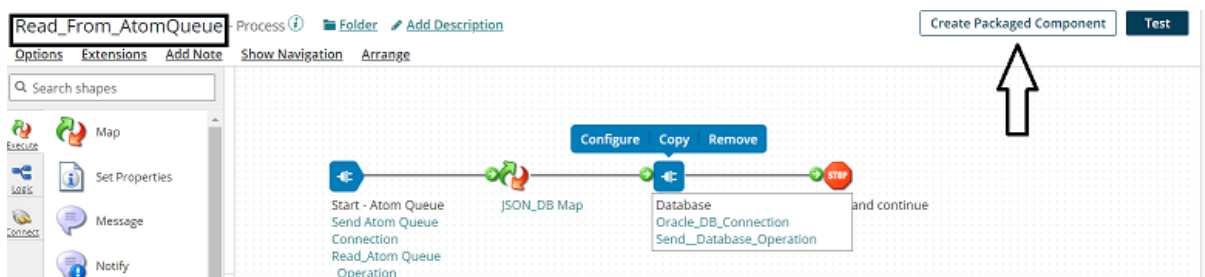 Read_From_AtomQueue - Process i Folder Add Description Create Packaged Component Test
Options Extensions Add Note Show Navigation Arrange
Search shapes
Execute
Map
Logic
Set Properties
Connect
Message
Notify
Configure Copy Remove
Start - Atom Queue
Send Atom Queue
Connection
Read_Atom Queue
_Operation
JSON_DB Map
Database
Oracle_DB_Connection
Send__Database_Operation
STOP
and continue